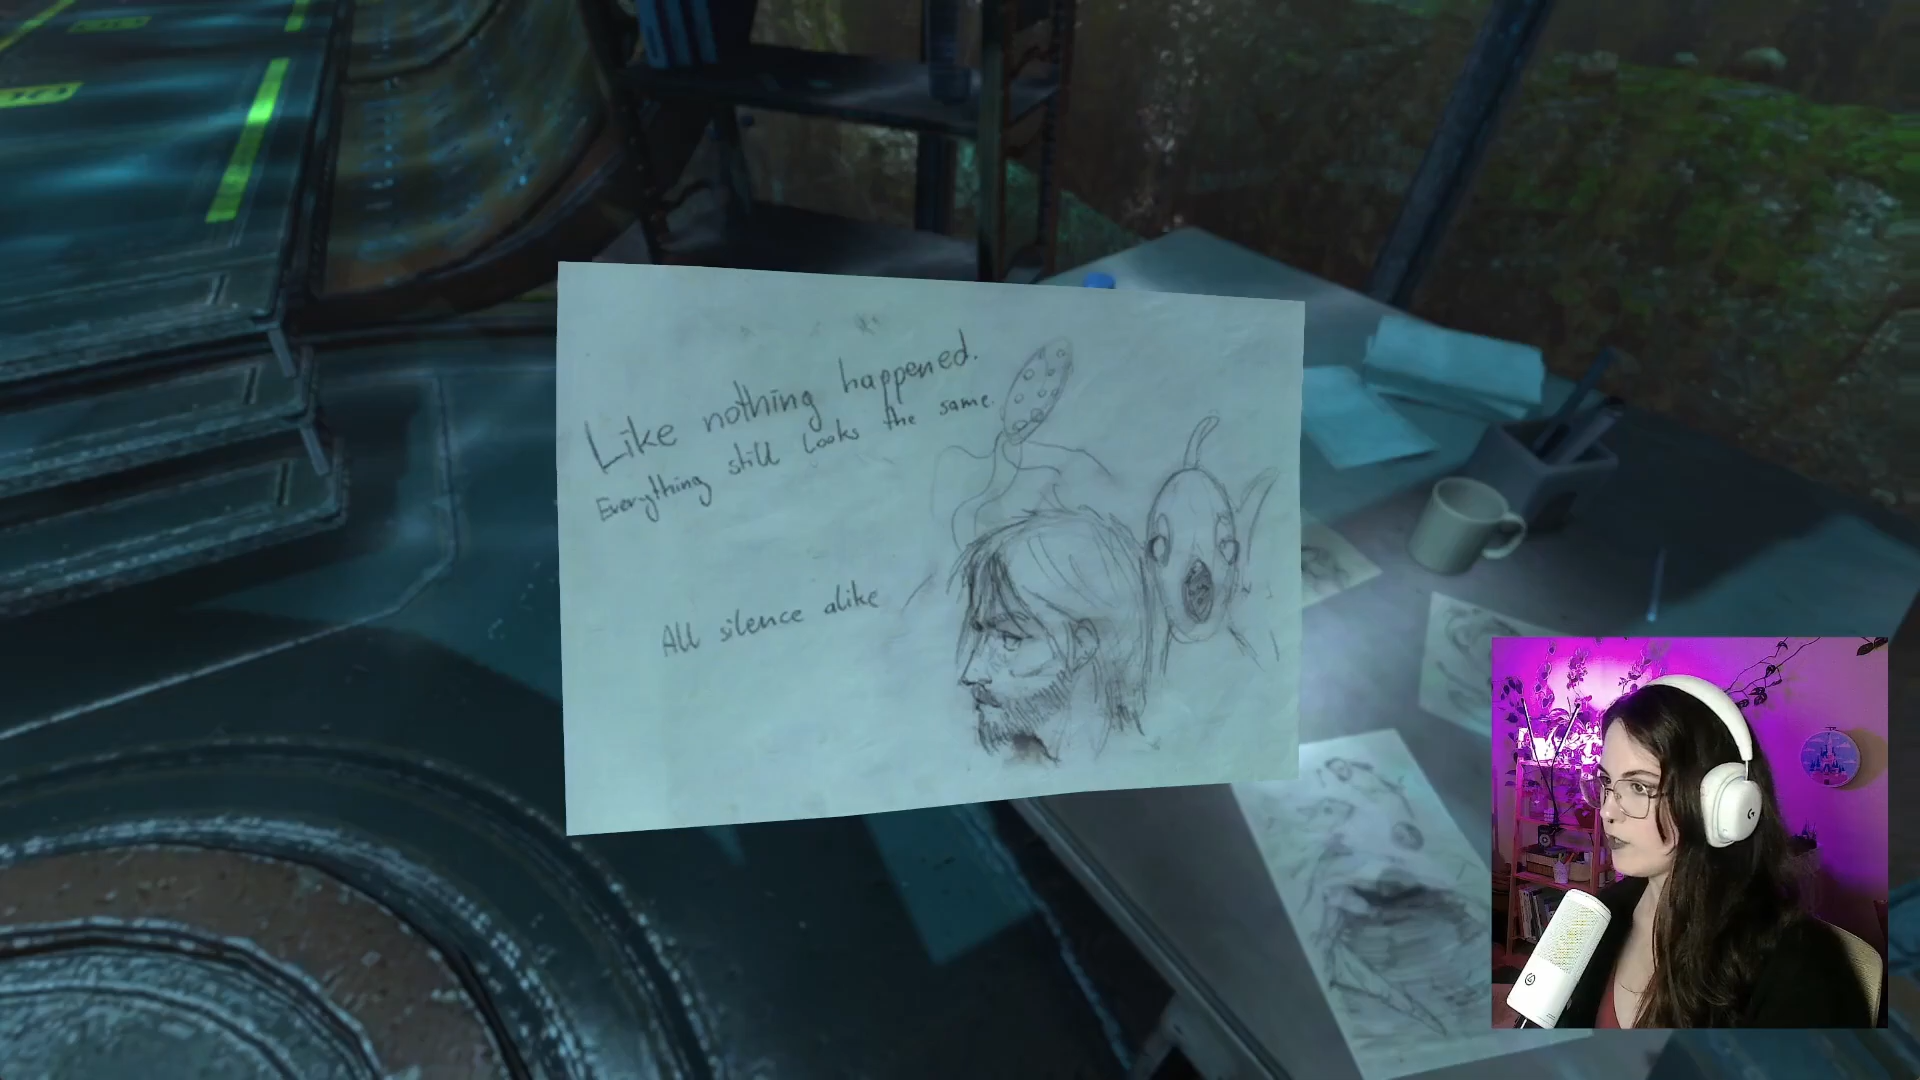 Like nothing happened.
Everything still looks the same.
All silence alike